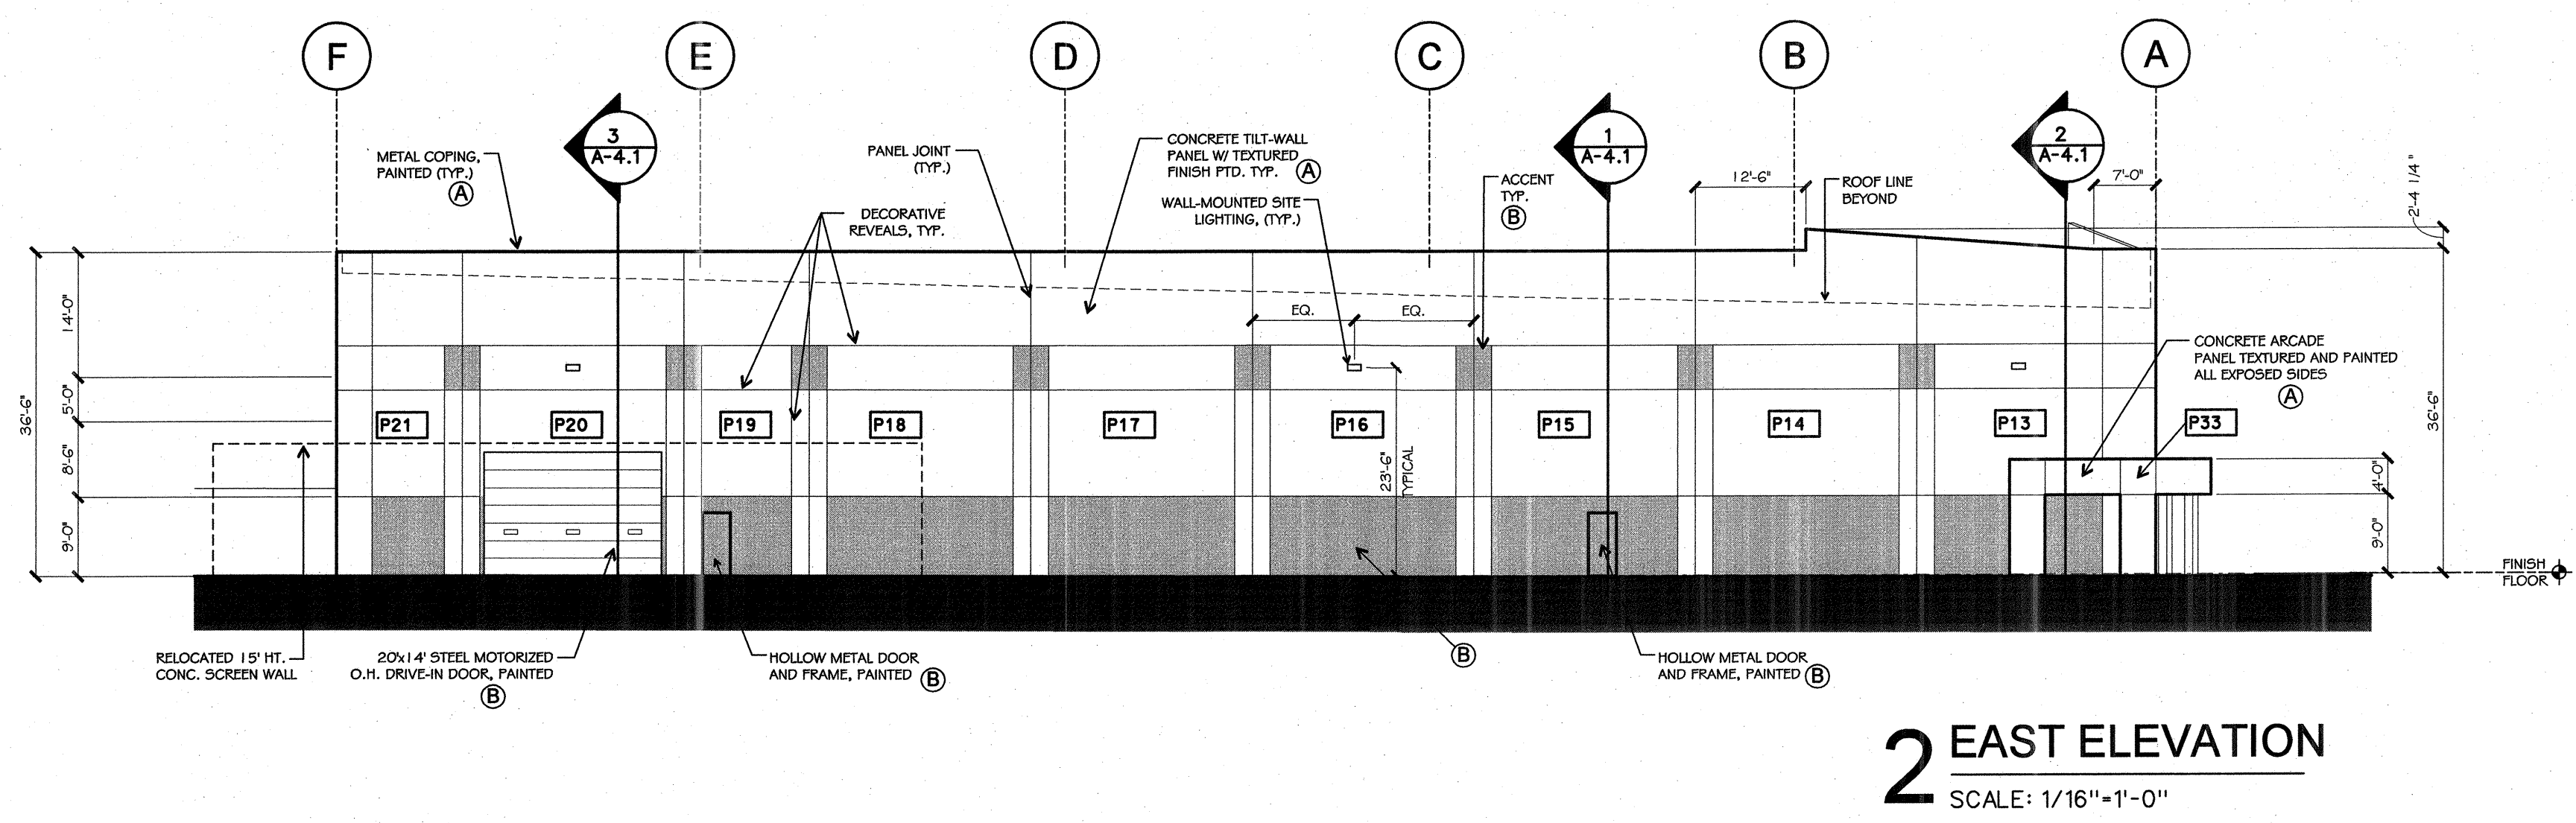 F E D C B A
3
A-4.1
1
A-4.1
2
A-4.1
METAL COPING,
PAINTED (TYP.)
A
PANEL JOINT
(TYP.)
CONCRETE TILT-WALL
PANEL W/ TEXTURED
FINISH PTD. TYP. A
DECORATIVE
REVEALS, TYP.
WALL-MOUNTED SITE
LIGHTING, (TYP.)
ACCENT
TYP.
B
12'-6"
ROOF LINE
BEYOND
7'-0"
2'-4 1/4"
EQ. EQ.
36'-6"
14'-0"
5'-0"
8'-6"
9'-0"
P21 P20 P19 P18 P17 P16 P15 P14 P13 P33
23'-6"
TYPICAL
CONCRETE ARCADE
PANEL TEXTURED AND PAINTED
ALL EXPOSED SIDES
A
36'-6"
4'-0"
9'-0"
FINISH
FLOOR
RELOCATED 15' HT.
CONC. SCREEN WALL
20'x14' STEEL MOTORIZED
O.H. DRIVE-IN DOOR, PAINTED
B
HOLLOW METAL DOOR
AND FRAME, PAINTED B
B
HOLLOW METAL DOOR
AND FRAME, PAINTED B
2 EAST ELEVATION
SCALE: 1/16"=1'-0"